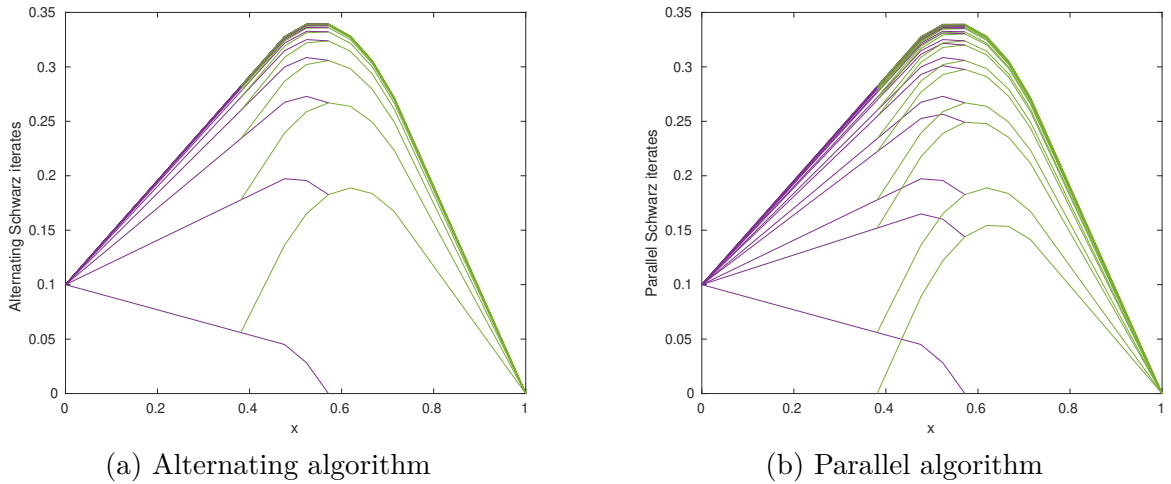 0.35
0.3
0.25
0.2
0.15
0.1
0.05
0
Alternating Schwarz iterates
0 0.2 0.4 0.6 0.8 1
x
(a) Alternating algorithm
0.35
0.3
0.25
0.2
0.15
0.1
0.05
0
Parallel Schwarz iterates
0 0.2 0.4 0.6 0.8 1
x
(b) Parallel algorithm